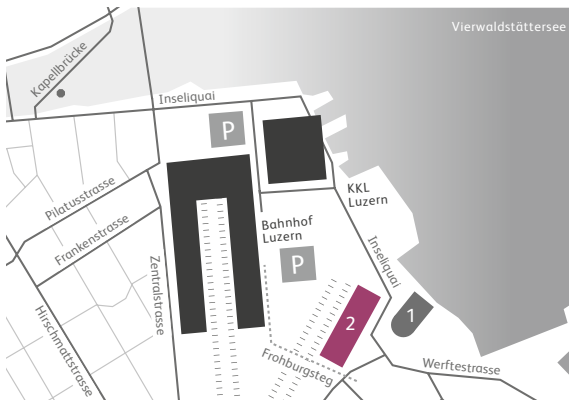 Vierwaldstättersee
Kapellbrücke
Inseliquai
P
KKL
Luzern
Pilatusstrasse
Bahnhof
Luzern
Frankenstrasse
Inseliquai
P
Zentralstrasse
1
2
Hirschmattstrasse
Frohburgsteg
Werftestrasse